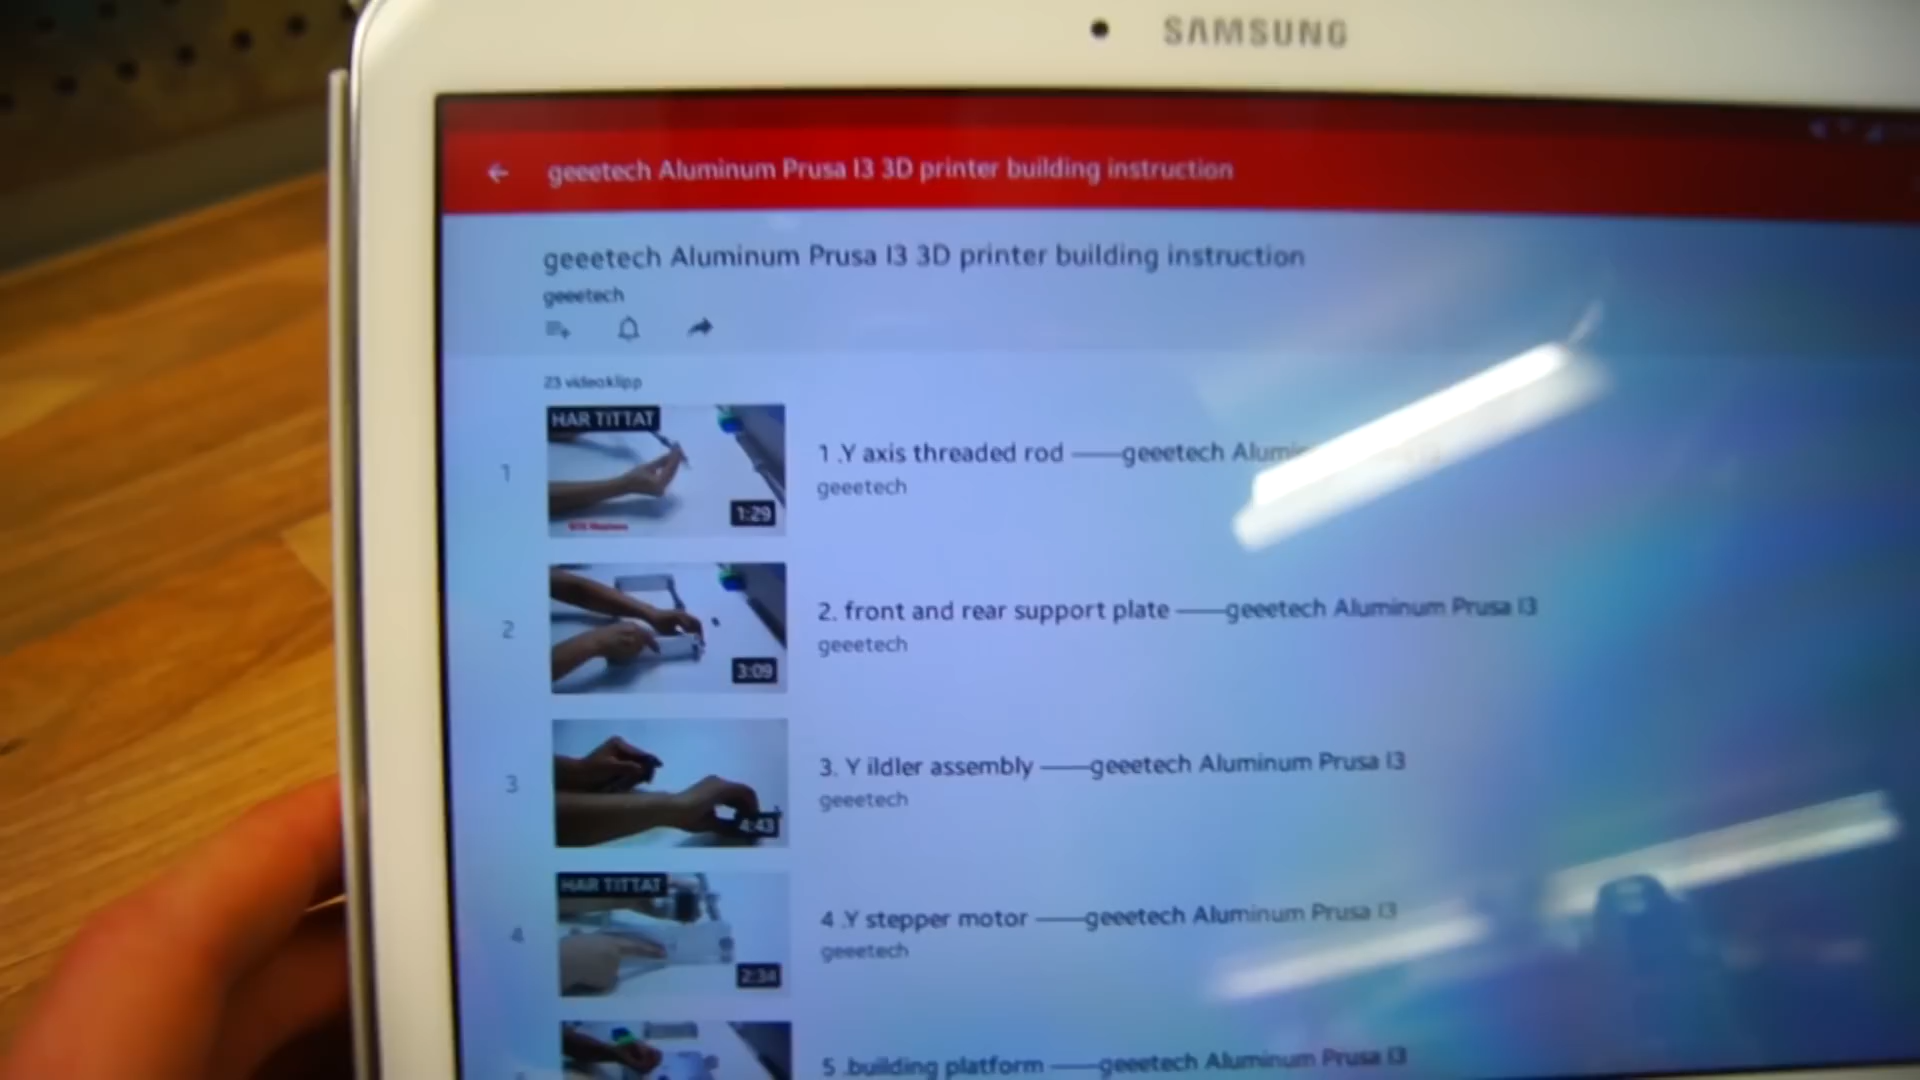 SAMSUNG
geeetech Aluminum Prusa I3 3D printer building instruction
geeetech Aluminum Prusa I3 3D printer building instruction
geeetech
23 videoklipp
1
HAR TITTAT
1:29
1 .Y axis threaded rod ——geeetech Alumi
geeetech
2
3:09
2. front and rear support plate ——geeetech Aluminum Prusa I3
geeetech
3
4:43
3. Y ildler assembly ——geeetech Aluminum Prusa I3
geeetech
4
HAR TITTAT
2:34
4 .Y stepper motor ——geeetech Aluminum Prusa I3
geeetech
5 .building platform ——geeetech Aluminum Prusa I3